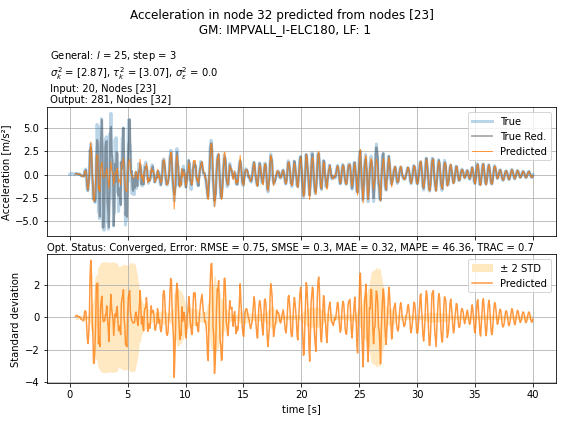 Acceleration in node 32 predicted from nodes [23]
GM: IMPVALL_I-ELC180, LF: 1
General: l = 25, step = 3
σ²ₖ = [2.87], τ²ₖ = [3.07], σ²ε = 0.0
Input: 20, Nodes [23]
Output: 281, Nodes [32]
Acceleration [m/s²]
5.0
2.5
0.0
−2.5
−5.0
True
True Red.
Predicted
Opt. Status: Converged, Error: RMSE = 0.75, SMSE = 0.3, MAE = 0.32, MAPE = 46.36, TRAC = 0.7
Standard deviation
2
0
−2
−4
± 2 STD
Predicted
0 5 10 15 20 25 30 35 40
time [s]